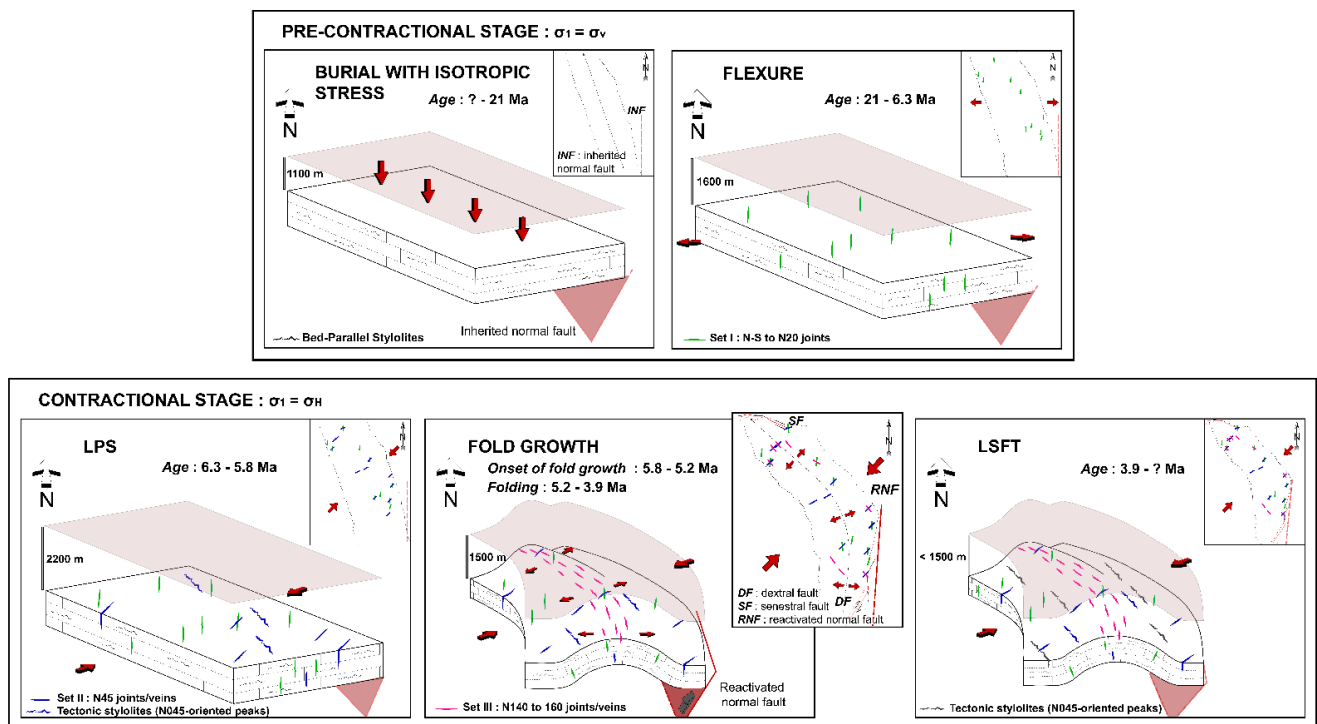 PRE-CONTRACTIONAL STAGE : σ1 = σv
BURIAL WITH ISOTROPIC
STRESS
Age : ? - 21 Ma
N
N
INF
INF : inherited
normal fault
1100 m
Inherited normal fault
Bed-Parallel Stylolites
FLEXURE
Age : 21 - 6.3 Ma
N
N
1600 m
Set I : N-S to N20 joints
CONTRACTIONAL STAGE : σ1 = σH
LPS
Age : 6.3 - 5.8 Ma
N
N
2200 m
Set II : N45 joints/veins
Tectonic stylolites (N045-oriented peaks)
FOLD GROWTH
Onset of fold growth : 5.8 - 5.2 Ma
Folding : 5.2 - 3.9 Ma
N
1500 m
Set III : N140 to 160 joints/veins
Reactivated
normal fault
SF
N
RNF
DF
DF : dextral fault
SF : senestral fault
RNF : reactivated normal fault
LSFT
Age : 3.9 - ? Ma
N
N
< 1500 m
Tectonic stylolites (N045-oriented peaks)